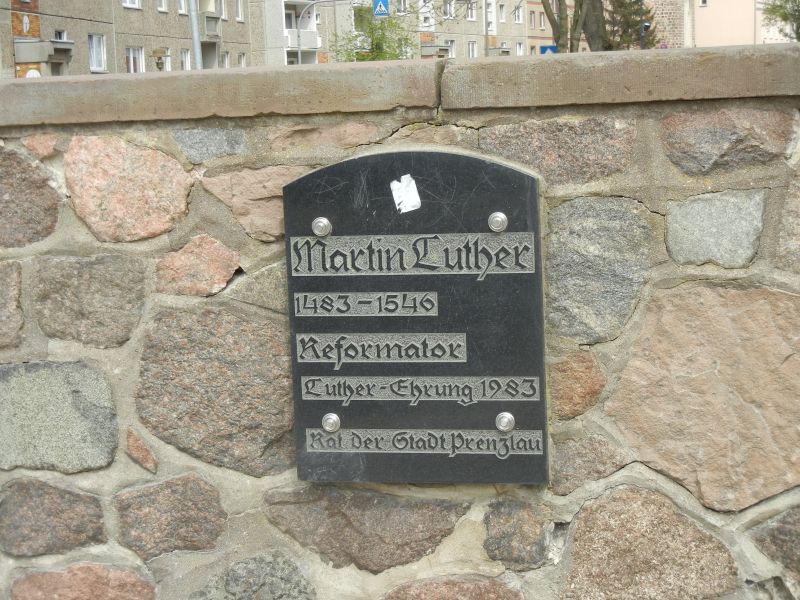 Martin Luther
1483-1546
Reformator
Luther-Ehrung 1983
Rat der Stadt Prenzlau